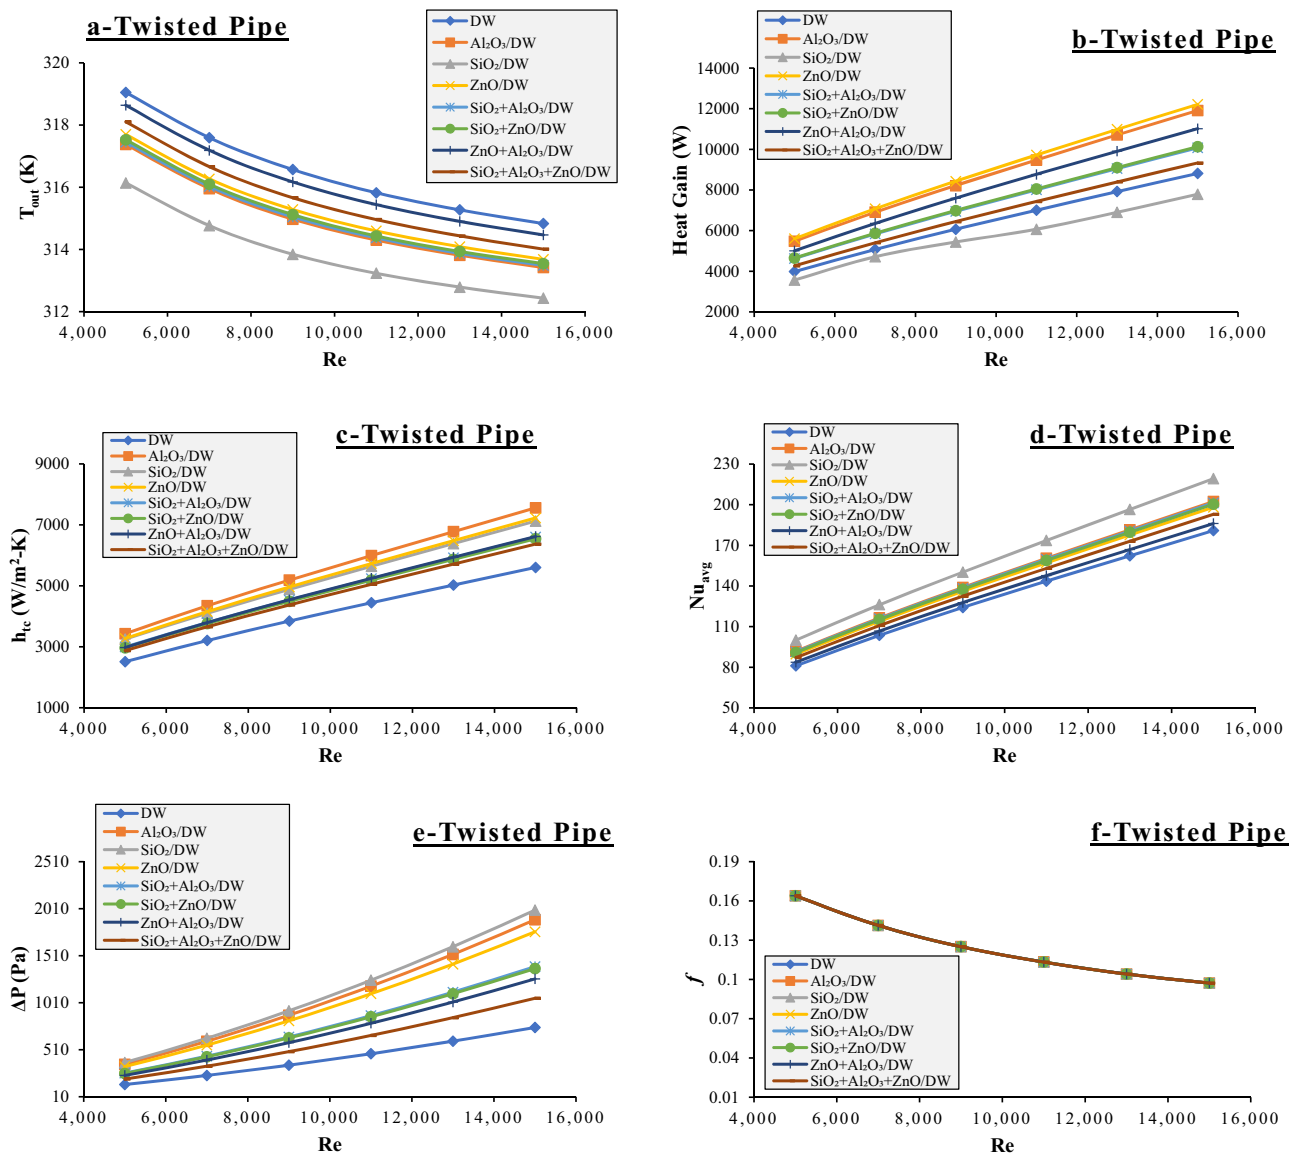 a-Twisted Pipe
DW
Al₂O₃/DW
SiO₂/DW
ZnO/DW
SiO₂+Al₂O₃/DW
SiO₂+ZnO/DW
ZnO+Al₂O₃/DW
SiO₂+Al₂O₃+ZnO/DW
320
318
316
314
312
T_out (K)
4,000 6,000 8,000 10,000 12,000 14,000 16,000
Re
b-Twisted Pipe
DW
Al₂O₃/DW
SiO₂/DW
ZnO/DW
SiO₂+Al₂O₃/DW
SiO₂+ZnO/DW
ZnO+Al₂O₃/DW
SiO₂+Al₂O₃+ZnO/DW
14000
12000
10000
8000
6000
4000
2000
Heat Gain (W)
4,000 6,000 8,000 10,000 12,000 14,000 16,000
Re
c-Twisted Pipe
DW
Al₂O₃/DW
SiO₂/DW
ZnO/DW
SiO₂+Al₂O₃/DW
SiO₂+ZnO/DW
ZnO+Al₂O₃/DW
SiO₂+Al₂O₃+ZnO/DW
9000
7000
5000
3000
1000
h_tc (W/m²-K)
4,000 6,000 8,000 10,000 12,000 14,000 16,000
Re
d-Twisted Pipe
DW
Al₂O₃/DW
SiO₂/DW
ZnO/DW
SiO₂+Al₂O₃/DW
SiO₂+ZnO/DW
ZnO+Al₂O₃/DW
SiO₂+Al₂O₃+ZnO/DW
230
200
170
140
110
80
50
Nu_avg
4,000 6,000 8,000 10,000 12,000 14,000 16,000
Re
e-Twisted Pipe
DW
Al₂O₃/DW
SiO₂/DW
ZnO/DW
SiO₂+Al₂O₃/DW
SiO₂+ZnO/DW
ZnO+Al₂O₃/DW
SiO₂+Al₂O₃+ZnO/DW
2510
2010
1510
1010
510
10
ΔP (Pa)
4,000 6,000 8,000 10,000 12,000 14,000 16,000
Re
f-Twisted Pipe
0.19
0.16
0.13
0.1
0.07
0.04
0.01
f
DW
Al₂O₃/DW
SiO₂/DW
ZnO/DW
SiO₂+Al₂O₃/DW
SiO₂+ZnO/DW
ZnO+Al₂O₃/DW
SiO₂+Al₂O₃+ZnO/DW
4,000 6,000 8,000 10,000 12,000 14,000 16,000
Re